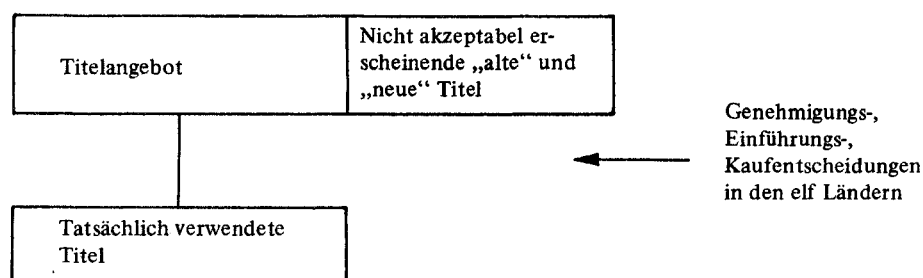 Titelangebot
Nicht akzeptabel er-
scheinende „alte“ und
„neue“ Titel
Genehmigungs-,
Einführungs-,
Kaufentscheidungen
in den elf Ländern
Tatsächlich verwendete
Titel